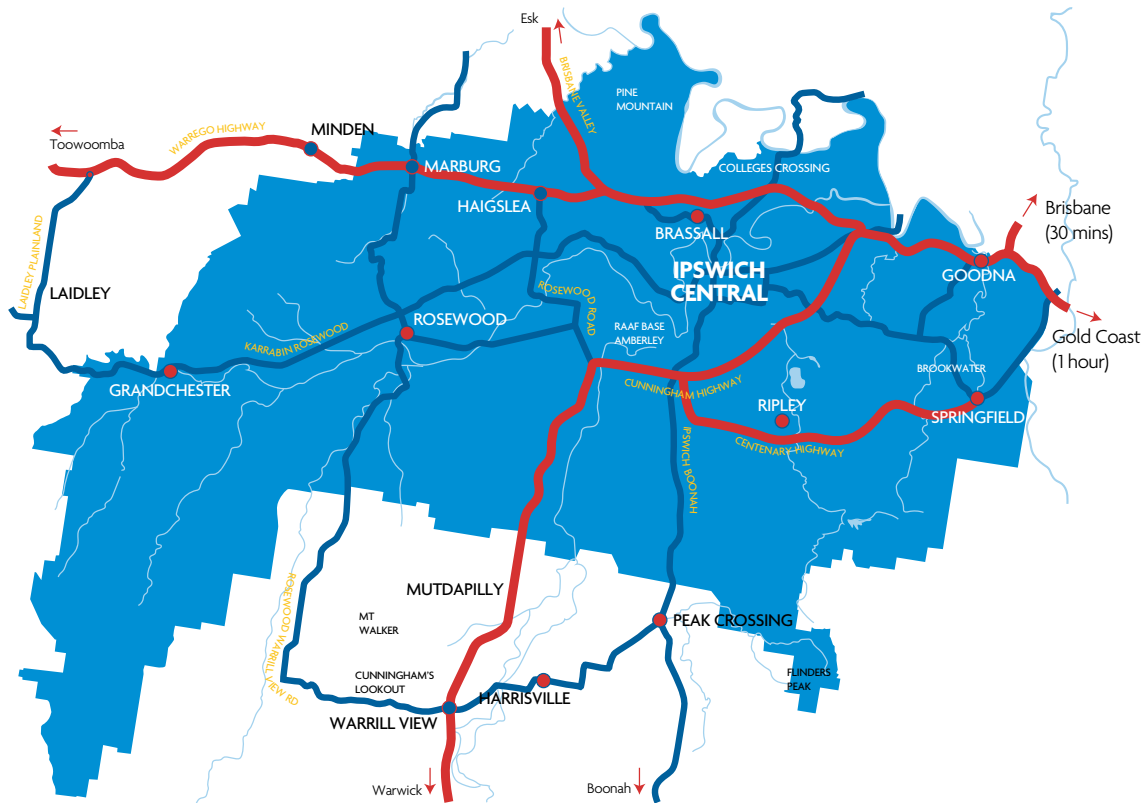 Esk
BRISBANE VALLEY
PINE
MOUNTAIN
WARREGO HIGHWAY
MINDEN
Toowoomba
MARBURG
COLLEGES CROSSING
HAIGSLEA
BRASSALL
Brisbane
(30 mins)
GOODNA
IPSWICH
CENTRAL
LAIDLEY PLAINLAND
LAIDLEY
ROSEWOOD ROAD
ROSEWOOD
RAAF BASE
AMBERLEY
KARRABIN ROSEWOOD
Gold Coast
(1 hour)
GRANDCHESTER
CUNNINGHAM HIGHWAY
BROOKWATER
RIPLEY
SPRINGFIELD
CENTENARY HIGHWAY
IPSWICH BOONAH
ROSEWOOD WARRILL VIEW RD
MUTDAPILLY
MT
WALKER
PEAK CROSSING
CUNNINGHAM'S
LOOKOUT
FLINDERS
PEAK
HARRISVILLE
WARRILL VIEW
Warwick
Boonah